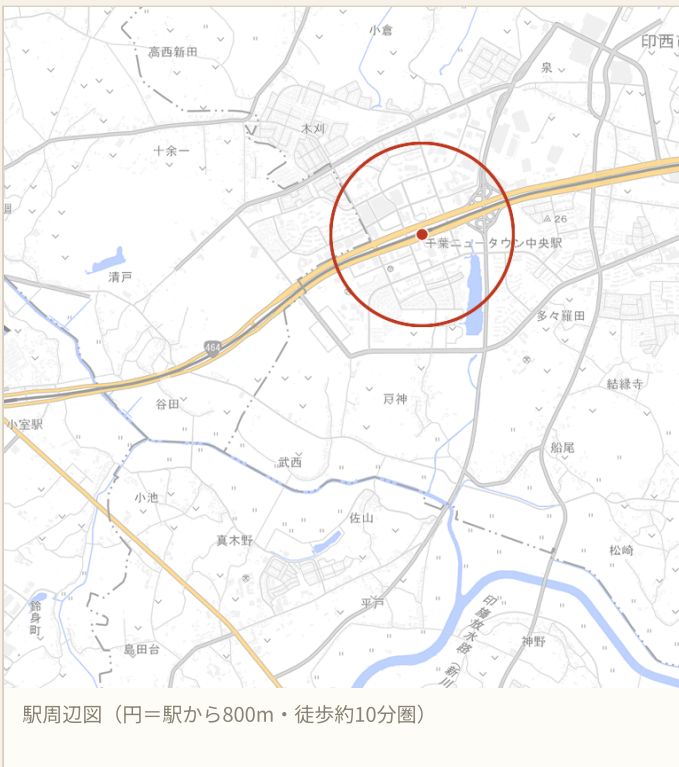 小倉
印西市
高西新田
泉
木刈
十余一
26
千葉ニュータウン中央駅
清戸
多々羅田
464
結縁寺
谷田
戸神
小室駅
船尾
武西
小池
佐山
真木野
松崎
鈴身町
平戸
印旛放水路(新川
神野
島田台
駅周辺図（円＝駅から800m・徒歩約10分圏）